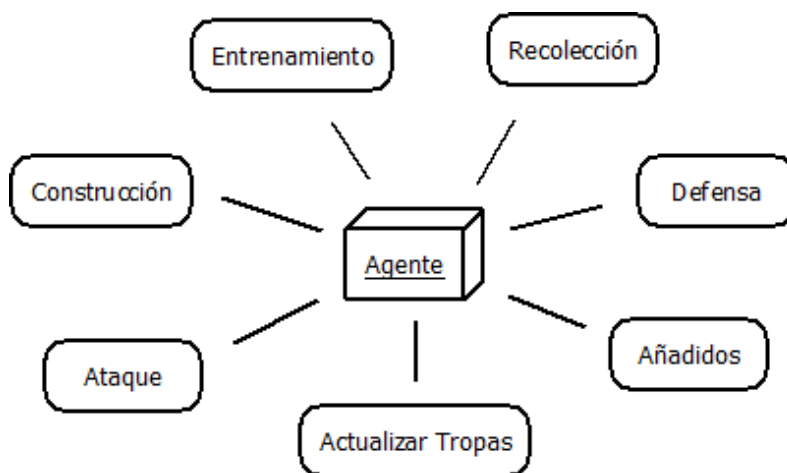 Entrenamiento
Recolección
Construcción
Defensa
Agente
Ataque
Añadidos
Actualizar Tropas